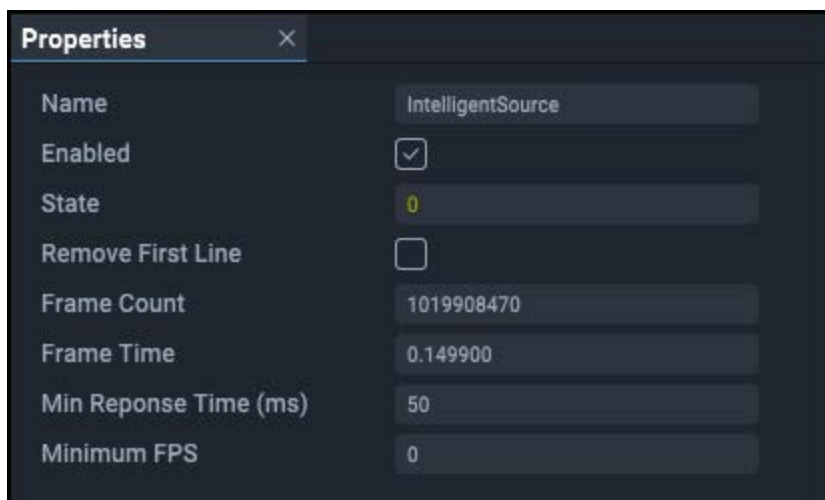 Properties
Name IntelligentSource
Enabled
State 0
Remove First Line
Frame Count 1019908470
Frame Time 0.149900
Min Reponse Time (ms) 50
Minimum FPS 0